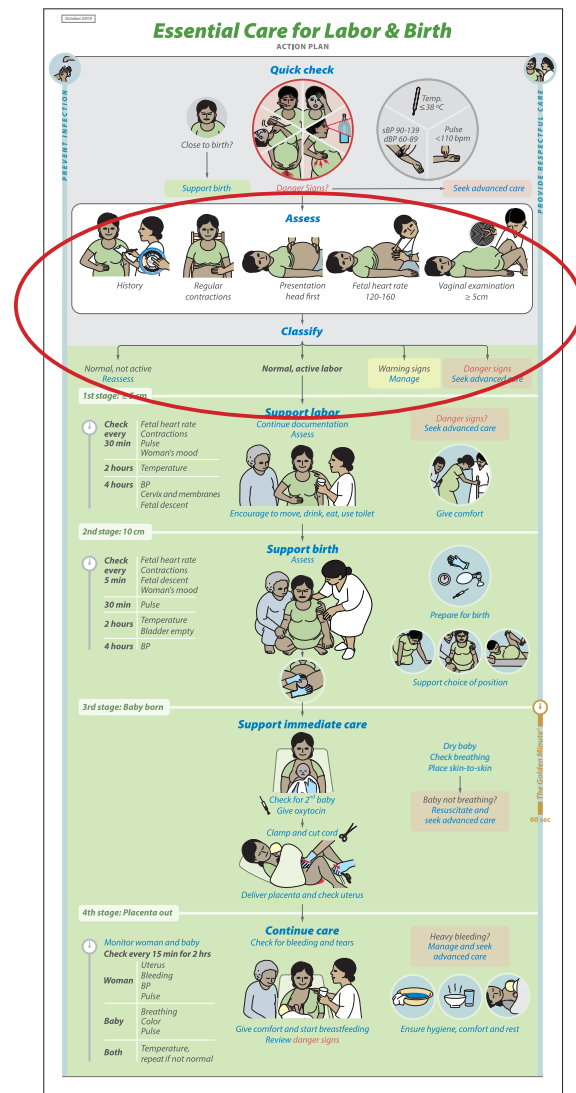 October 2019
Essential Care for Labor & Birth
ACTION PLAN
PREVENT INFECTION
PROVIDE RESPECTFUL CARE
Quick check
Close to birth?
Temp.
≤38 ºC
sBP 90-139
dBP 60-89
Pulse
<110 bpm
Support birth
Danger Signs?
Seek advanced care
Assess
History
Regular
contractions
Presentation
head first
Fetal heart rate
120-160
Vaginal examination
≥ 5cm
Classify
Normal, not active
Reassess
Normal, active labor
Warning signs
Manage
Danger signs
Seek advanced care
1st stage: ≥ 5 cm
Support labor
Continue documentation
Assess
Check every 30 min
Fetal heart rate
Contractions
Pulse
Woman's mood
2 hours Temperature
4 hours BP
Cervix and membranes
Fetal descent
Encourage to move, drink, eat, use toilet
Danger signs?
Seek advanced care
Give comfort
2nd stage: 10 cm
Support birth
Assess
Check every 5 min
Fetal heart rate
Contractions
Fetal descent
Woman's mood
30 min Pulse
2 hours Temperature
Bladder empty
4 hours BP
Prepare for birth
Support choice of position
3rd stage: Baby born
Support immediate care
Check for 2nd baby
Give oxytocin
Clamp and cut cord
Deliver placenta and check uterus
Dry baby
Check breathing
Place skin-to-skin
Baby not breathing?
Resuscitate and
seek advanced care
The Golden Minute
60 sec
4th stage: Placenta out
Continue care
Check for bleeding and tears
Monitor woman and baby
Check every 15 min for 2 hrs
Woman
Uterus
Bleeding
BP
Pulse
Baby
Breathing
Color
Pulse
Both
Temperature,
repeat if not normal
Give comfort and start breastfeeding
Review danger signs
Heavy bleeding?
Manage and seek
advanced care
Ensure hygiene, comfort and rest